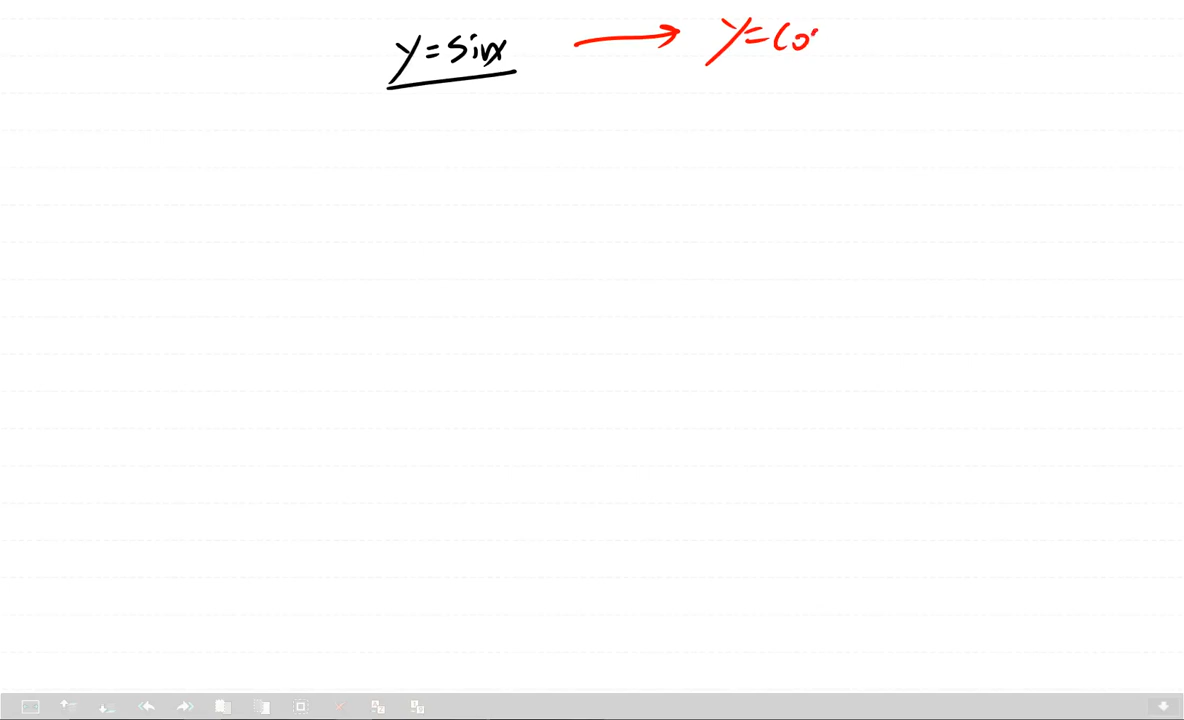 y = sinx → y = co